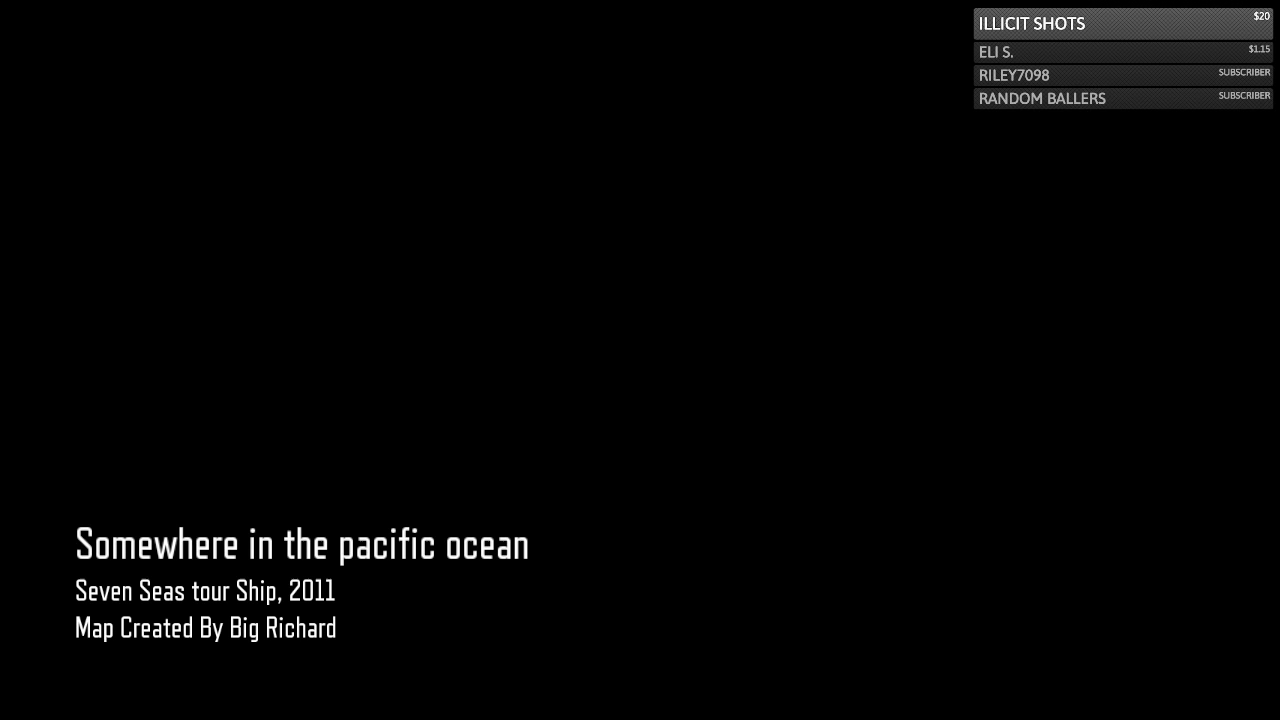 ILLICIT SHOTS $20
ELI S. $1.15
RILEY7098 SUBSCRIBER
RANDOM BALLERS SUBSCRIBER
Somewhere in the pacific ocean
Seven Seas tour Ship, 2011
Map Created By Big Richard